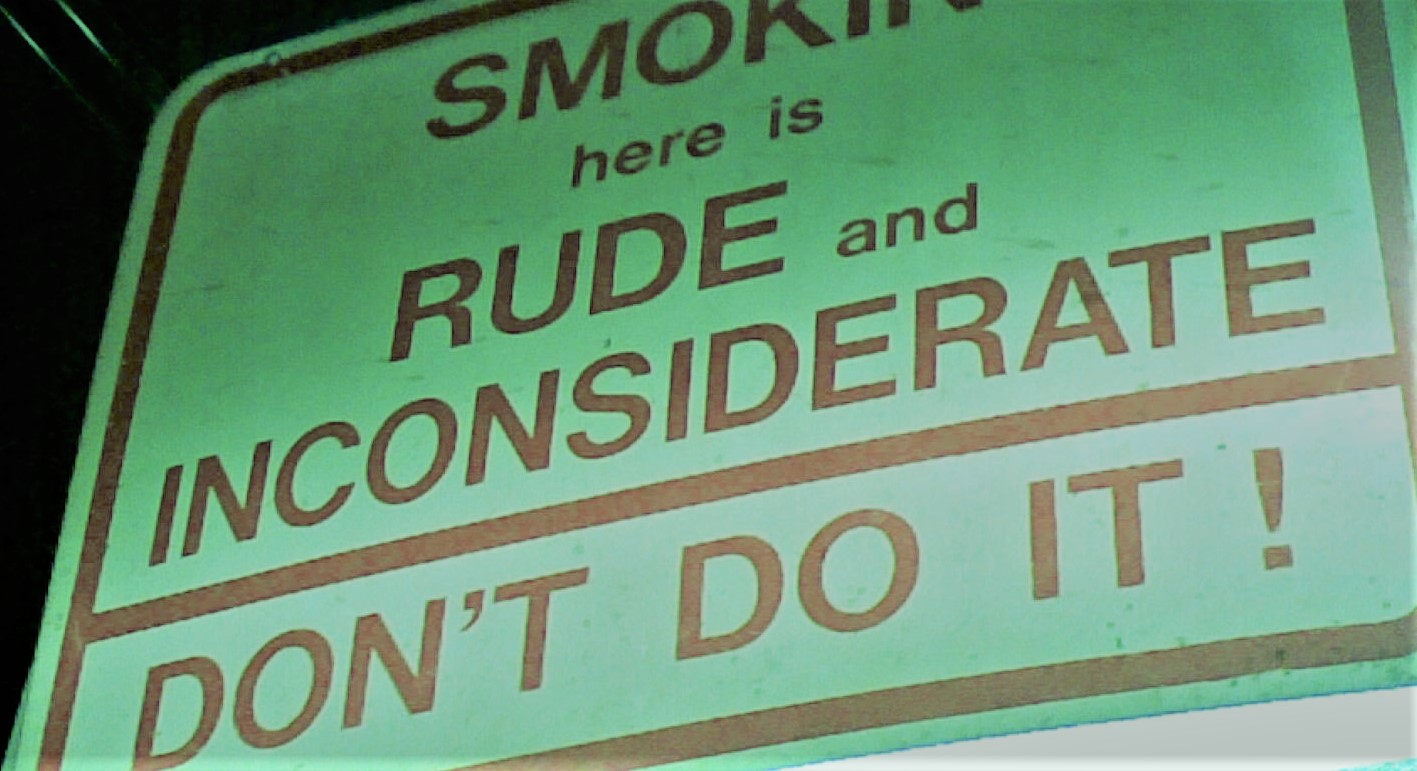 SMOKIN
here is
RUDE and
INCONSIDERATE
DON'T DO IT !